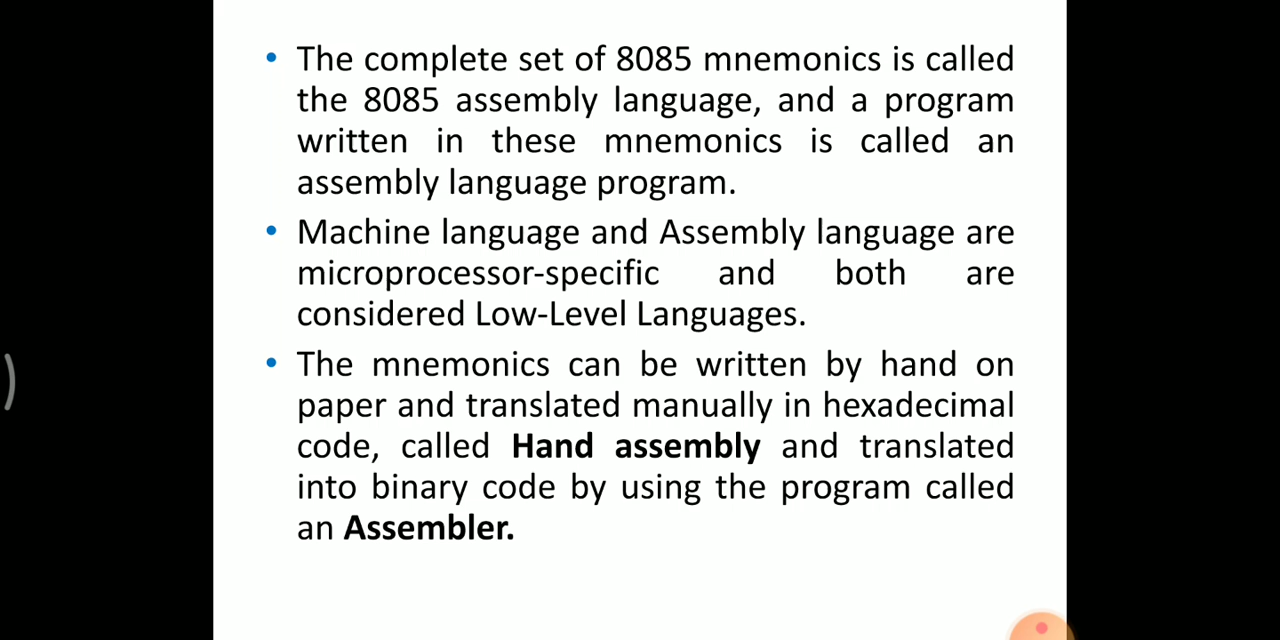 • The complete set of 8085 mnemonics is called
the 8085 assembly language, and a program
written in these mnemonics is called an
assembly language program.
• Machine language and Assembly language are
microprocessor-specific and both are
considered Low-Level Languages.
• The mnemonics can be written by hand on
paper and translated manually in hexadecimal
code, called Hand assembly and translated
into binary code by using the program called
an Assembler.